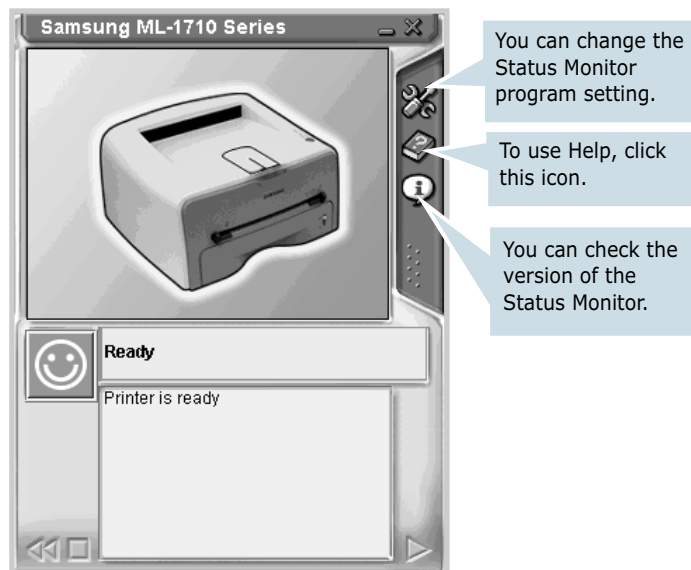 Samsung ML-1710 Series
You can change the
Status Monitor
program setting.
To use Help, click
this icon.
You can check the
version of the
Status Monitor.
SAMSUNG
Ready
Printer is ready